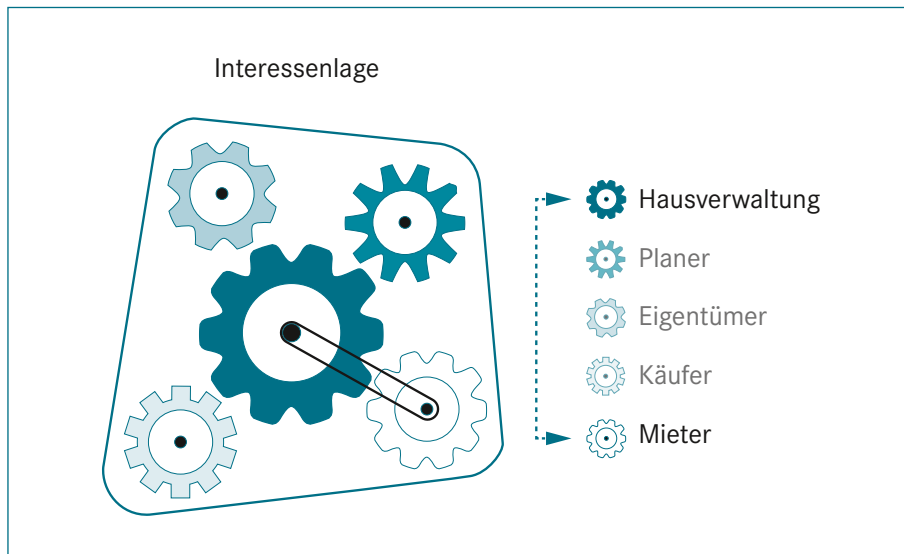 Interessenlage
Hausverwaltung
Planer
Eigentümer
Käufer
Mieter